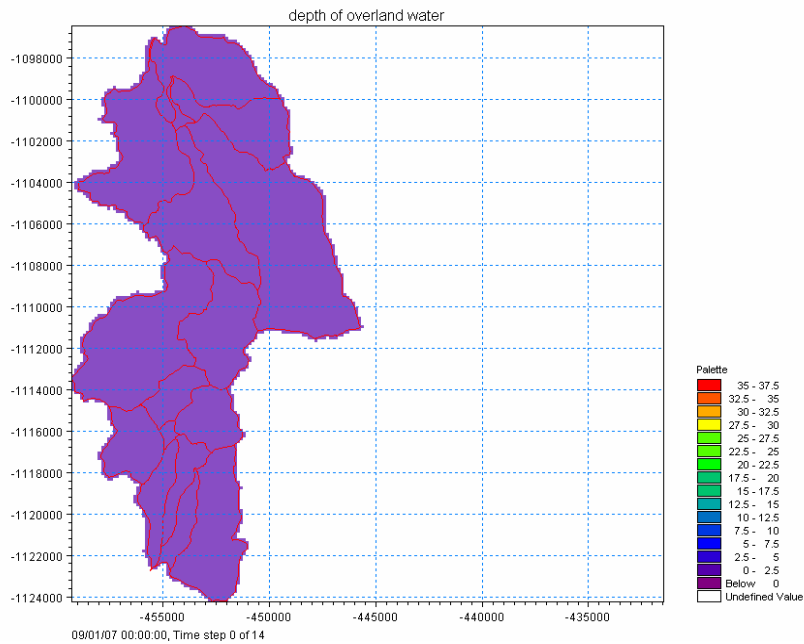 depth of overland water
-1098000
-1100000
-1102000
-1104000
-1106000
-1108000
-1110000
-1112000
-1114000
-1116000
-1118000
-1120000
-1122000
-1124000
-455000 -450000 -445000 -440000 -435000
09/01/07 00:00:00, Time step 0 of 14
Palette
35 - 37.5
32.5 - 35
30 - 32.5
27.5 - 30
25 - 27.5
22.5 - 25
20 - 22.5
17.5 - 20
15 - 17.5
12.5 - 15
10 - 12.5
7.5 - 10
5 - 7.5
2.5 - 5
0 - 2.5
Below 0
Undefined Value